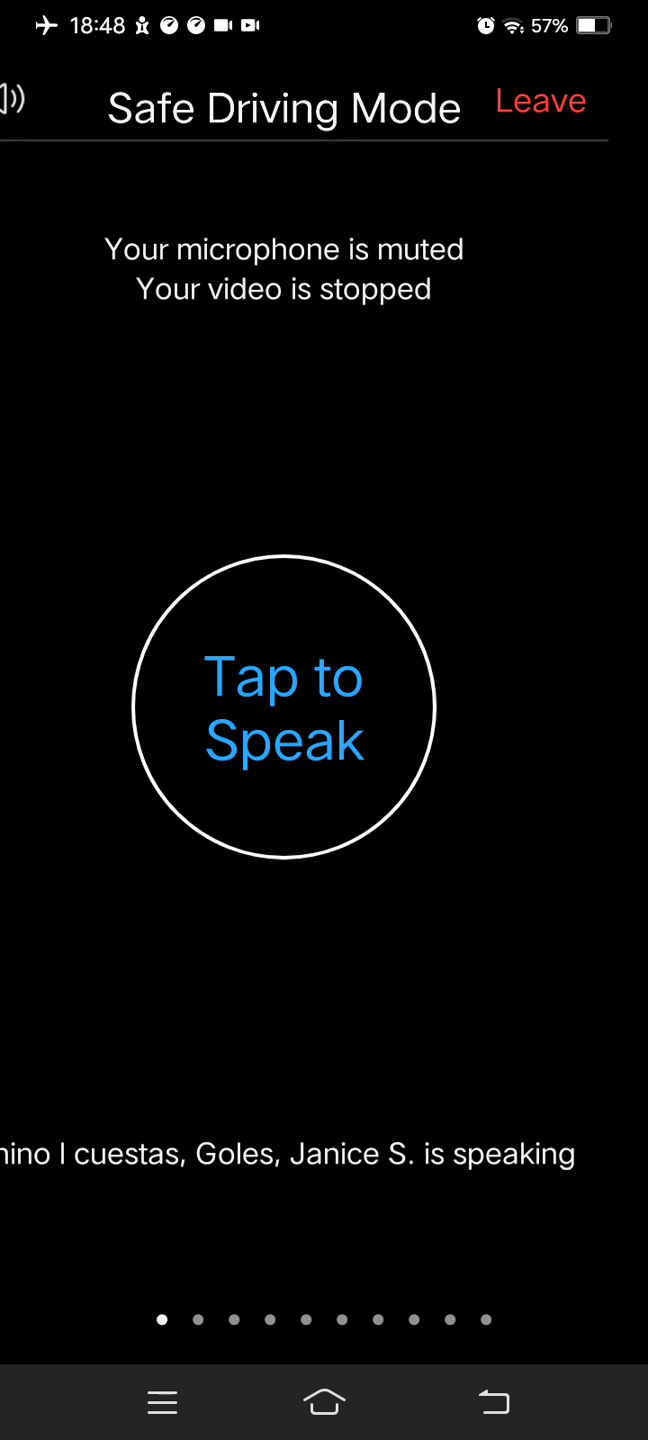 18:48
57%
Safe Driving Mode
Leave
Your microphone is muted
Your video is stopped
Tap to
Speak
I cuestas, Goles, Janice S. is speaking